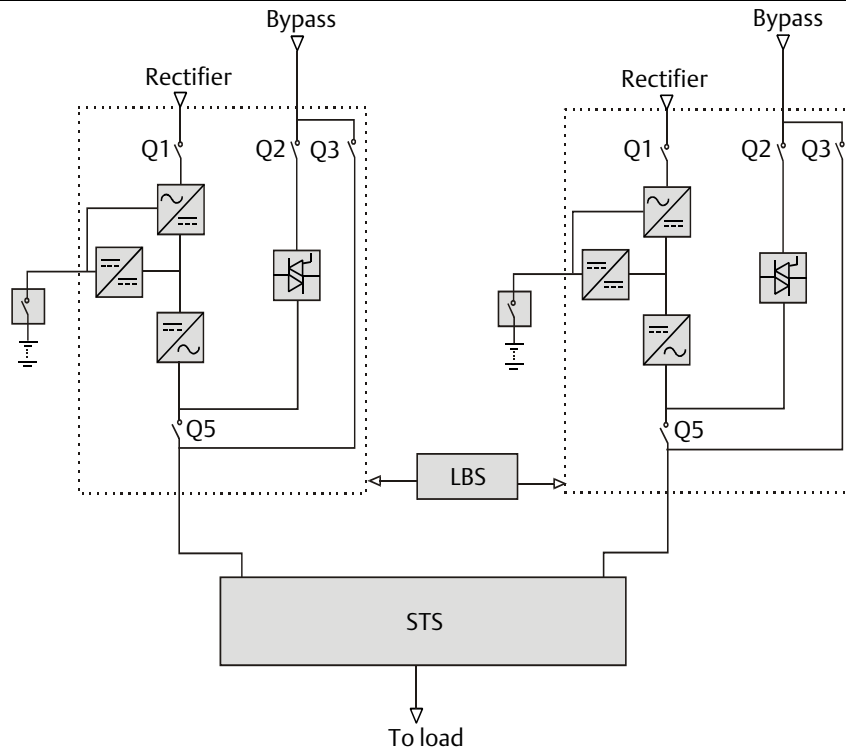 Bypass
Rectifier
Q1
Q2
Q3
Q5
Bypass
Rectifier
Q1
Q2
Q3
Q5
LBS
STS
To load